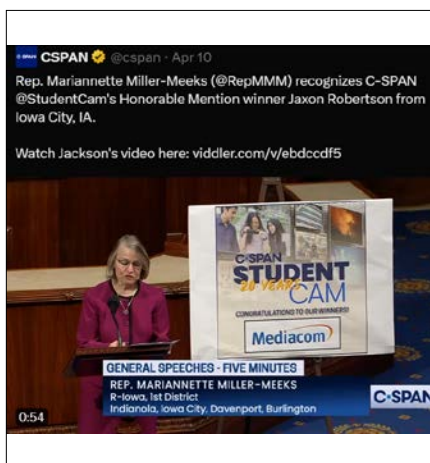 C-SPAN CSPAN @cspan · Apr 10
Rep. Mariannette Miller-Meeks (@RepMMM) recognizes C-SPAN
@StudentCam's Honorable Mention winner Jaxon Robertson from
Iowa City, IA.
Watch Jackson's video here: viddler.com/v/ebdccdf5
C-SPAN
STUDENT
20 YEARS
CAM
CONGRATULATIONS TO OUR WINNERS!
Mediacom
GENERAL SPEECHES - FIVE MINUTES
REP. MARIANNETTE MILLER-MEEKS
R-Iowa, 1st District
Indianola, Iowa City, Davenport, Burlington
C-SPAN
0:54